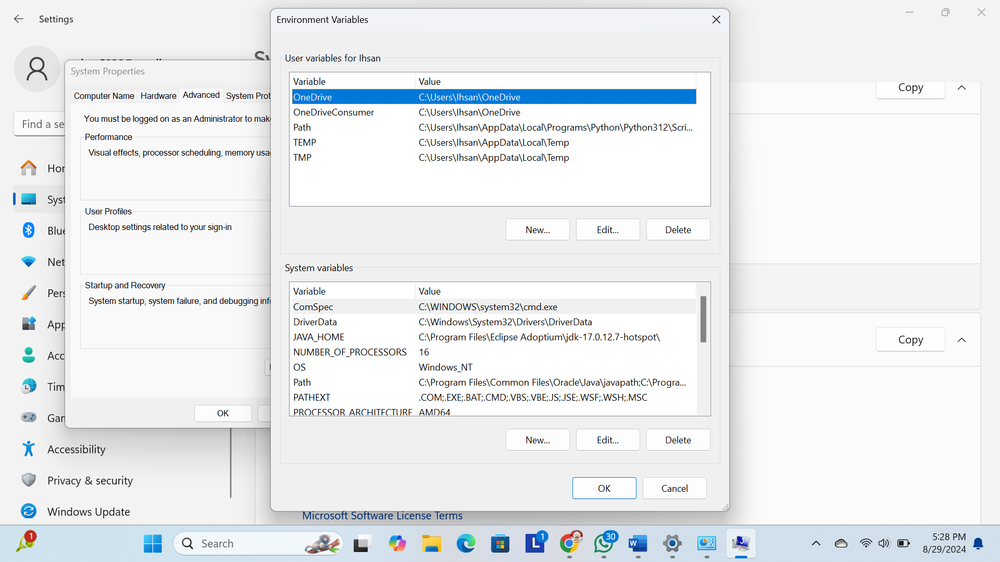 Settings
Environment Variables
System Properties
Computer Name
Hardware
Advanced
System Prot
You must be logged on as an Administrator to make
Performance
Visual effects, processor scheduling, memory usag
User Profiles
Desktop settings related to your sign-in
Startup and Recovery
System startup, system failure, and debugging info
OK
Find a se
Hor
Syst
Blue
Net
Pers
App
Acc
Tim
Gam
Accessibility
Privacy & security
Windows Update
User variables for Ihsan
Variable Value
OneDrive C:\Users\Ihsan\OneDrive
OneDriveConsumer C:\Users\Ihsan\OneDrive
Path C:\Users\Ihsan\AppData\Local\Programs\Python\Python312\Scri...
TEMP C:\Users\Ihsan\AppData\Local\Temp
TMP C:\Users\Ihsan\AppData\Local\Temp
New... Edit... Delete
System variables
Variable Value
ComSpec C:\WINDOWS\system32\cmd.exe
DriverData C:\Windows\System32\Drivers\DriverData
JAVA_HOME C:\Program Files\Eclipse Adoptium\jdk-17.0.12.7-hotspot\
NUMBER_OF_PROCESSORS 16
OS Windows_NT
Path C:\Program Files\Common Files\Oracle\Java\javapath;C:\Progra...
PATHEXT .COM;.EXE;.BAT;.CMD;.VBS;.VBE;.JS;.JSE;.WSF;.WSH;.MSC
PROCESSOR_ARCHITECTURE AMD64
New... Edit... Delete
OK Cancel
Copy
Copy
Microsoft Software License Terms
1
Search
L 1
30
W
5:28 PM
8/29/2024